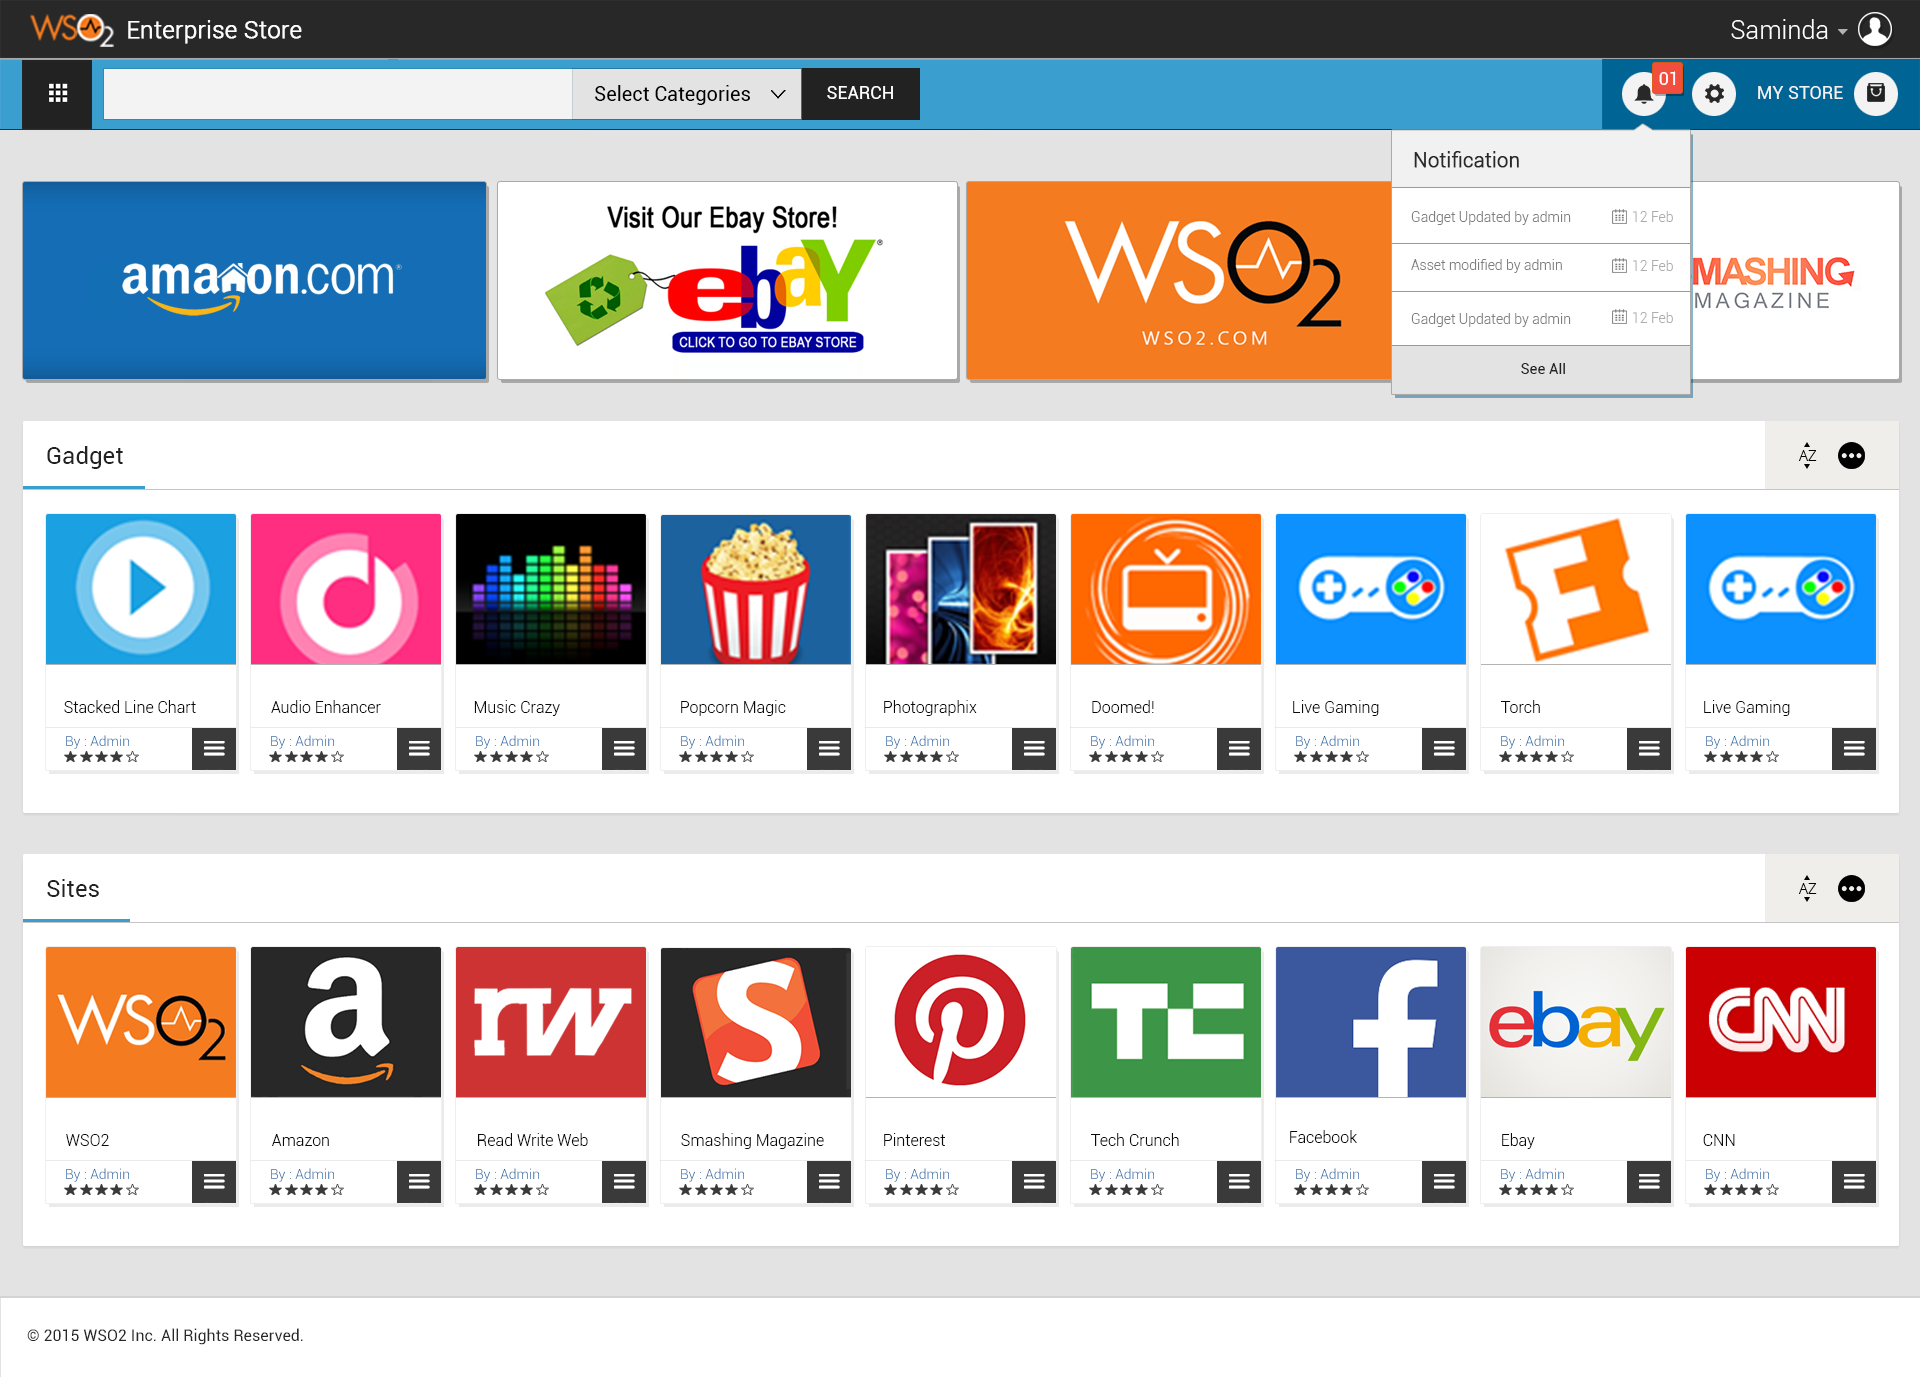 WSO2 Enterprise Store
Saminda
Select Categories
SEARCH
01
MY STORE
Notification
Gadget Updated by admin 12 Feb
Asset modified by admin 12 Feb
Gadget Updated by admin 12 Feb
See All
amazon.com
Visit Our Ebay Store!
ebay®
CLICK TO GO TO EBAY STORE
WSO2
WSO2.COM
MASHING
MAGAZINE
Gadget
AZ
Stacked Line Chart
By : Admin
Audio Enhancer
By : Admin
Music Crazy
By : Admin
Popcorn Magic
By : Admin
Photographix
By : Admin
Doomed!
By : Admin
Live Gaming
By : Admin
F
Torch
By : Admin
Live Gaming
By : Admin
Sites
AZ
WSO2
WSO2
By : Admin
a
Amazon
By : Admin
rw
Read Write Web
By : Admin
S
Smashing Magazine
By : Admin
P
Pinterest
By : Admin
TC
Tech Crunch
By : Admin
f
Facebook
By : Admin
ebay
Ebay
By : Admin
CNN
CNN
By : Admin
© 2015 WSO2 Inc. All Rights Reserved.